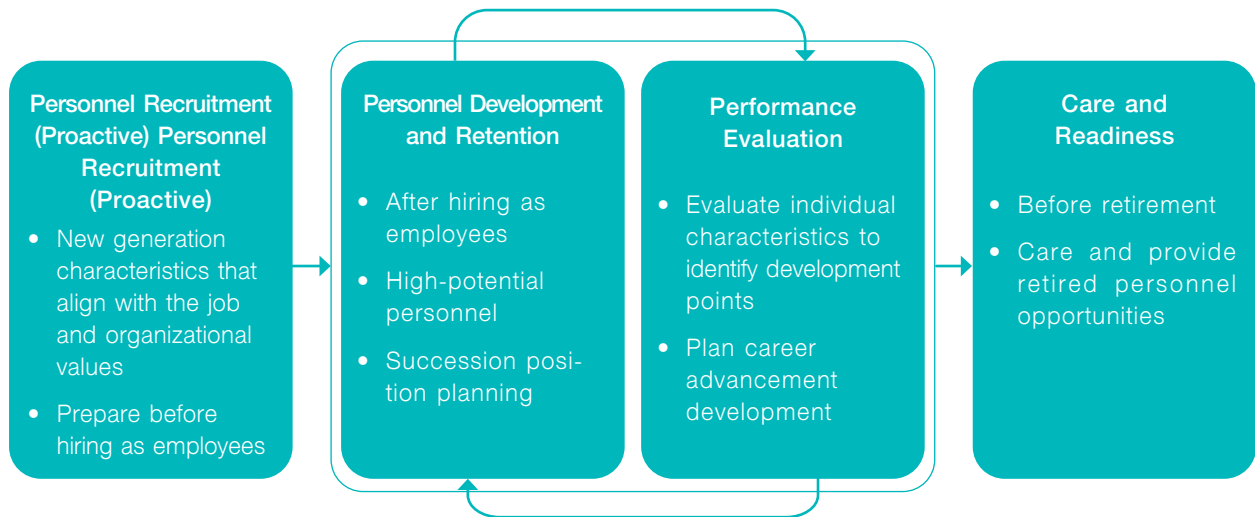 Personnel Recruitment
(Proactive) Personnel
Recruitment
(Proactive)
• New generation
characteristics that
align with the job
and organizational
values
• Prepare before
hiring as employees
Personnel Development
and Retention
• After hiring as
employees
• High-potential
personnel
• Succession posi-
tion planning
Performance
Evaluation
• Evaluate individual
characteristics to
identify development
points
• Plan career
advancement
development
Care and
Readiness
• Before retirement
• Care and provide
retired personnel
opportunities